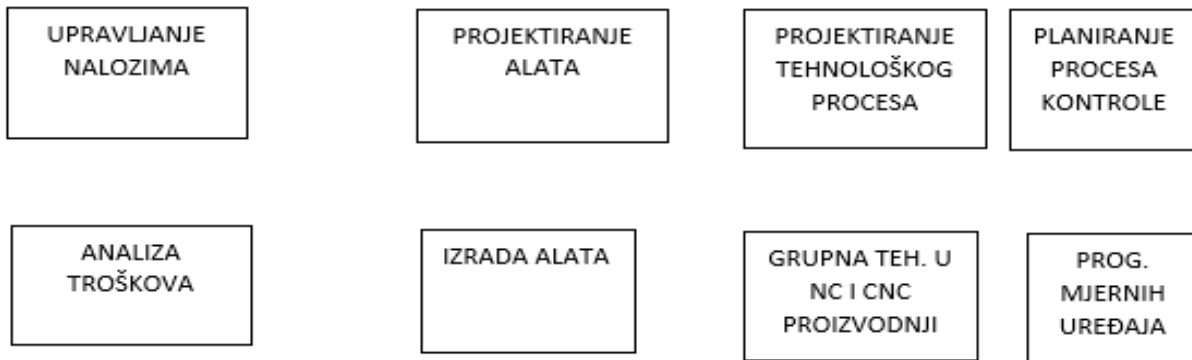 UPRAVLJANJE
NALOZIMA
PROJEKTIRANJE
ALATA
PROJEKTIRANJE
TEHNOLOŠKOG
PROCESA
PLANIRANJE
PROCESA
KONTROLE
ANALIZA
TROŠKOVA
IZRADA ALATA
GRUPNA TEH. U
NC I CNC
PROIZVODNJI
PROG.
MJERNIH
UREĐAJA